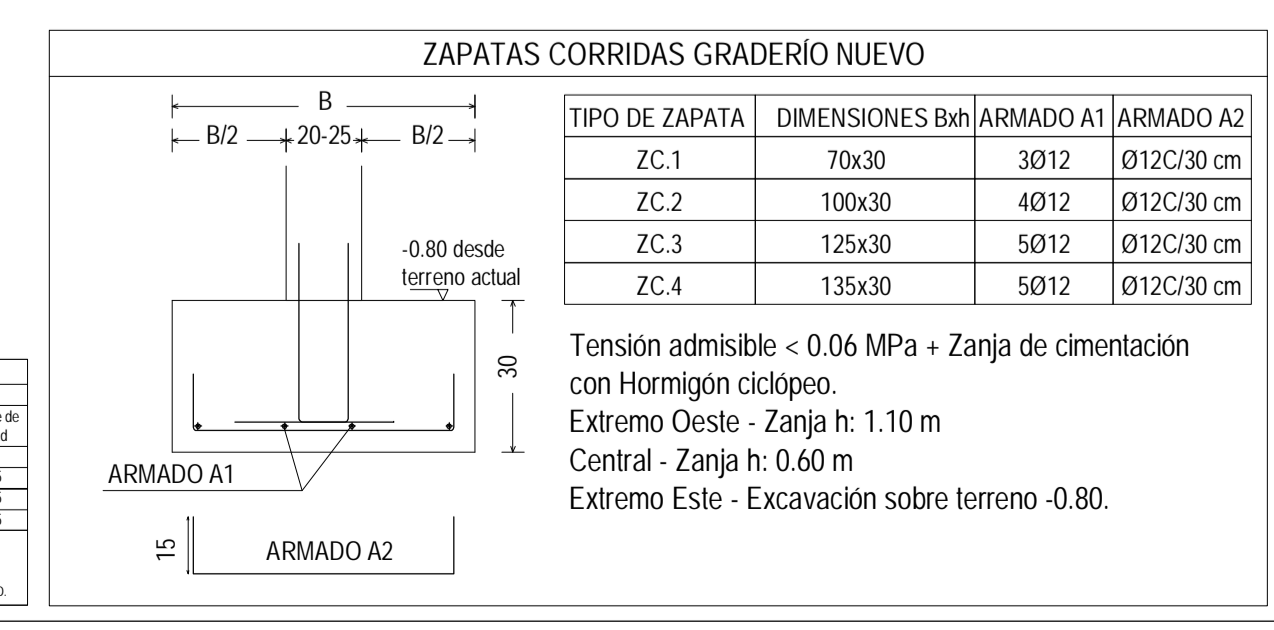 ZAPATAS CORRIDAS GRADERÍO NUEVO
B
B/2 20-25 B/2
-0.80 desde
terreno actual
30
ARMADO A1
15
ARMADO A2
TIPO DE ZAPATA DIMENSIONES Bxh ARMADO A1 ARMADO A2
ZC.1 70x30 3Ø12 Ø12C/30 cm
ZC.2 100x30 4Ø12 Ø12C/30 cm
ZC.3 125x30 5Ø12 Ø12C/30 cm
ZC.4 135x30 5Ø12 Ø12C/30 cm
Tensión admisible < 0.06 MPa + Zanja de cimentación
con Hormigón ciclópeo.
Extremo Oeste - Zanja h: 1.10 m
Central - Zanja h: 0.60 m
Extremo Este - Excavación sobre terreno -0.80.